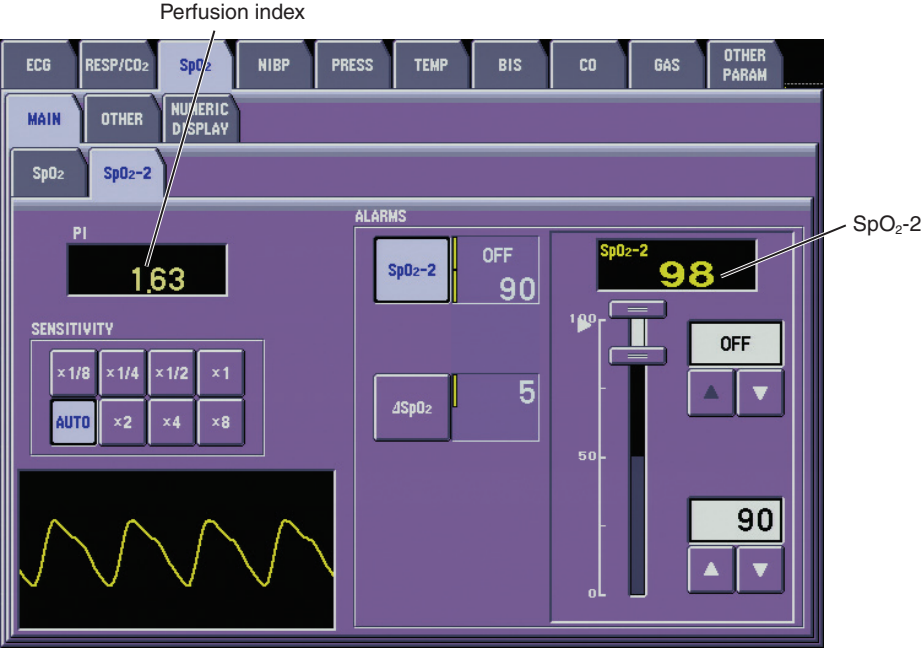 Perfusion index
ECG RESP/CO₂ SpO₂ NIBP PRESS TEMP BIS CO GAS OTHER PARAM
MAIN OTHER NUMERIC DISPLAY
SpO₂ SpO₂-2
ALARMS
PI
1.63
SpO₂-2 OFF
90
SpO₂-2
98
SpO₂-2
SENSITIVITY
×1/8 ×1/4 ×1/2 ×1
AUTO ×2 ×4 ×8
ΔSpO₂ 5
100
50
0
OFF
90